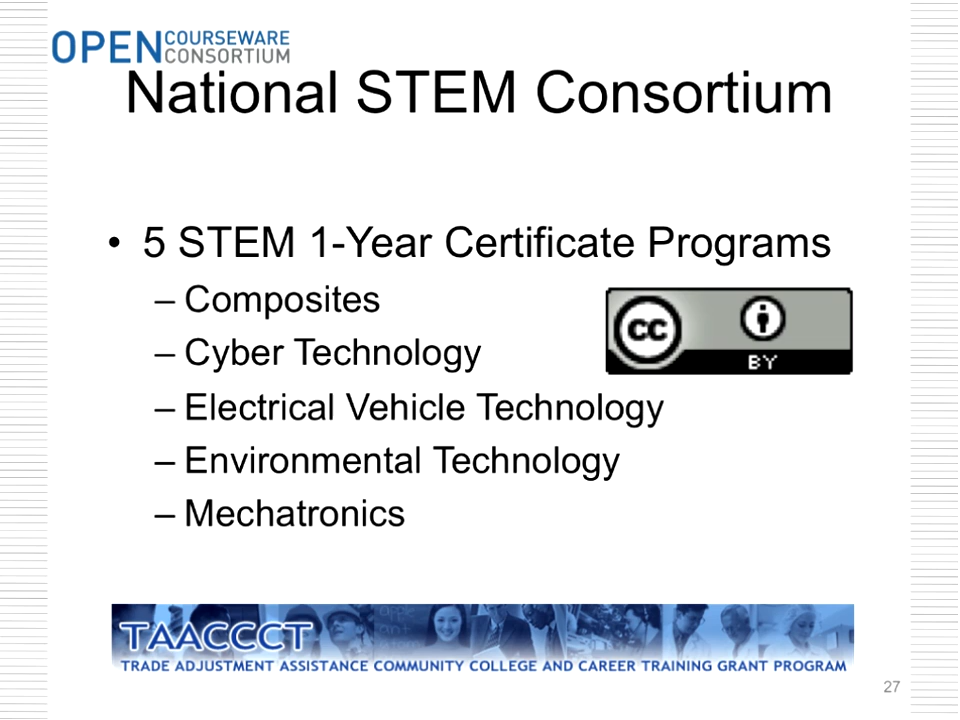 OPEN COURSEWARE CONSORTIUM
National STEM Consortium
• 5 STEM 1-Year Certificate Programs
– Composites
– Cyber Technology
– Electrical Vehicle Technology
– Environmental Technology
– Mechatronics
cc
BY
TAACCCT
TRADE ADJUSTMENT ASSISTANCE COMMUNITY COLLEGE AND CAREER TRAINING GRANT PROGRAM
27